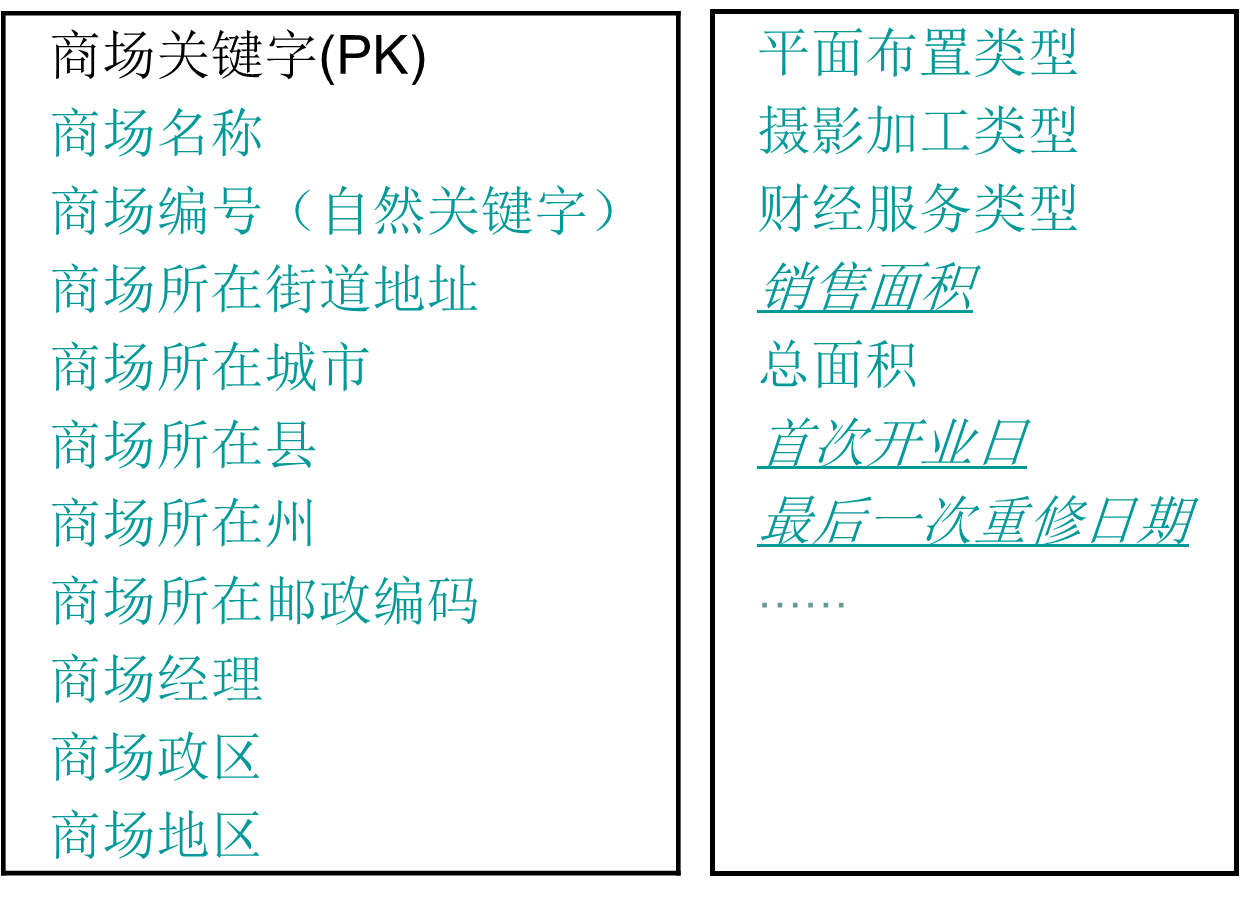 商场关键字(PK)
商场名称
商场编号（自然关键字）
商场所在街道地址
商场所在城市
商场所在县
商场所在州
商场所在邮政编码
商场经理
商场政区
商场地区
平面布置类型
摄影加工类型
财经服务类型
销售面积
总面积
首次开业日
最后一次重修日期
……